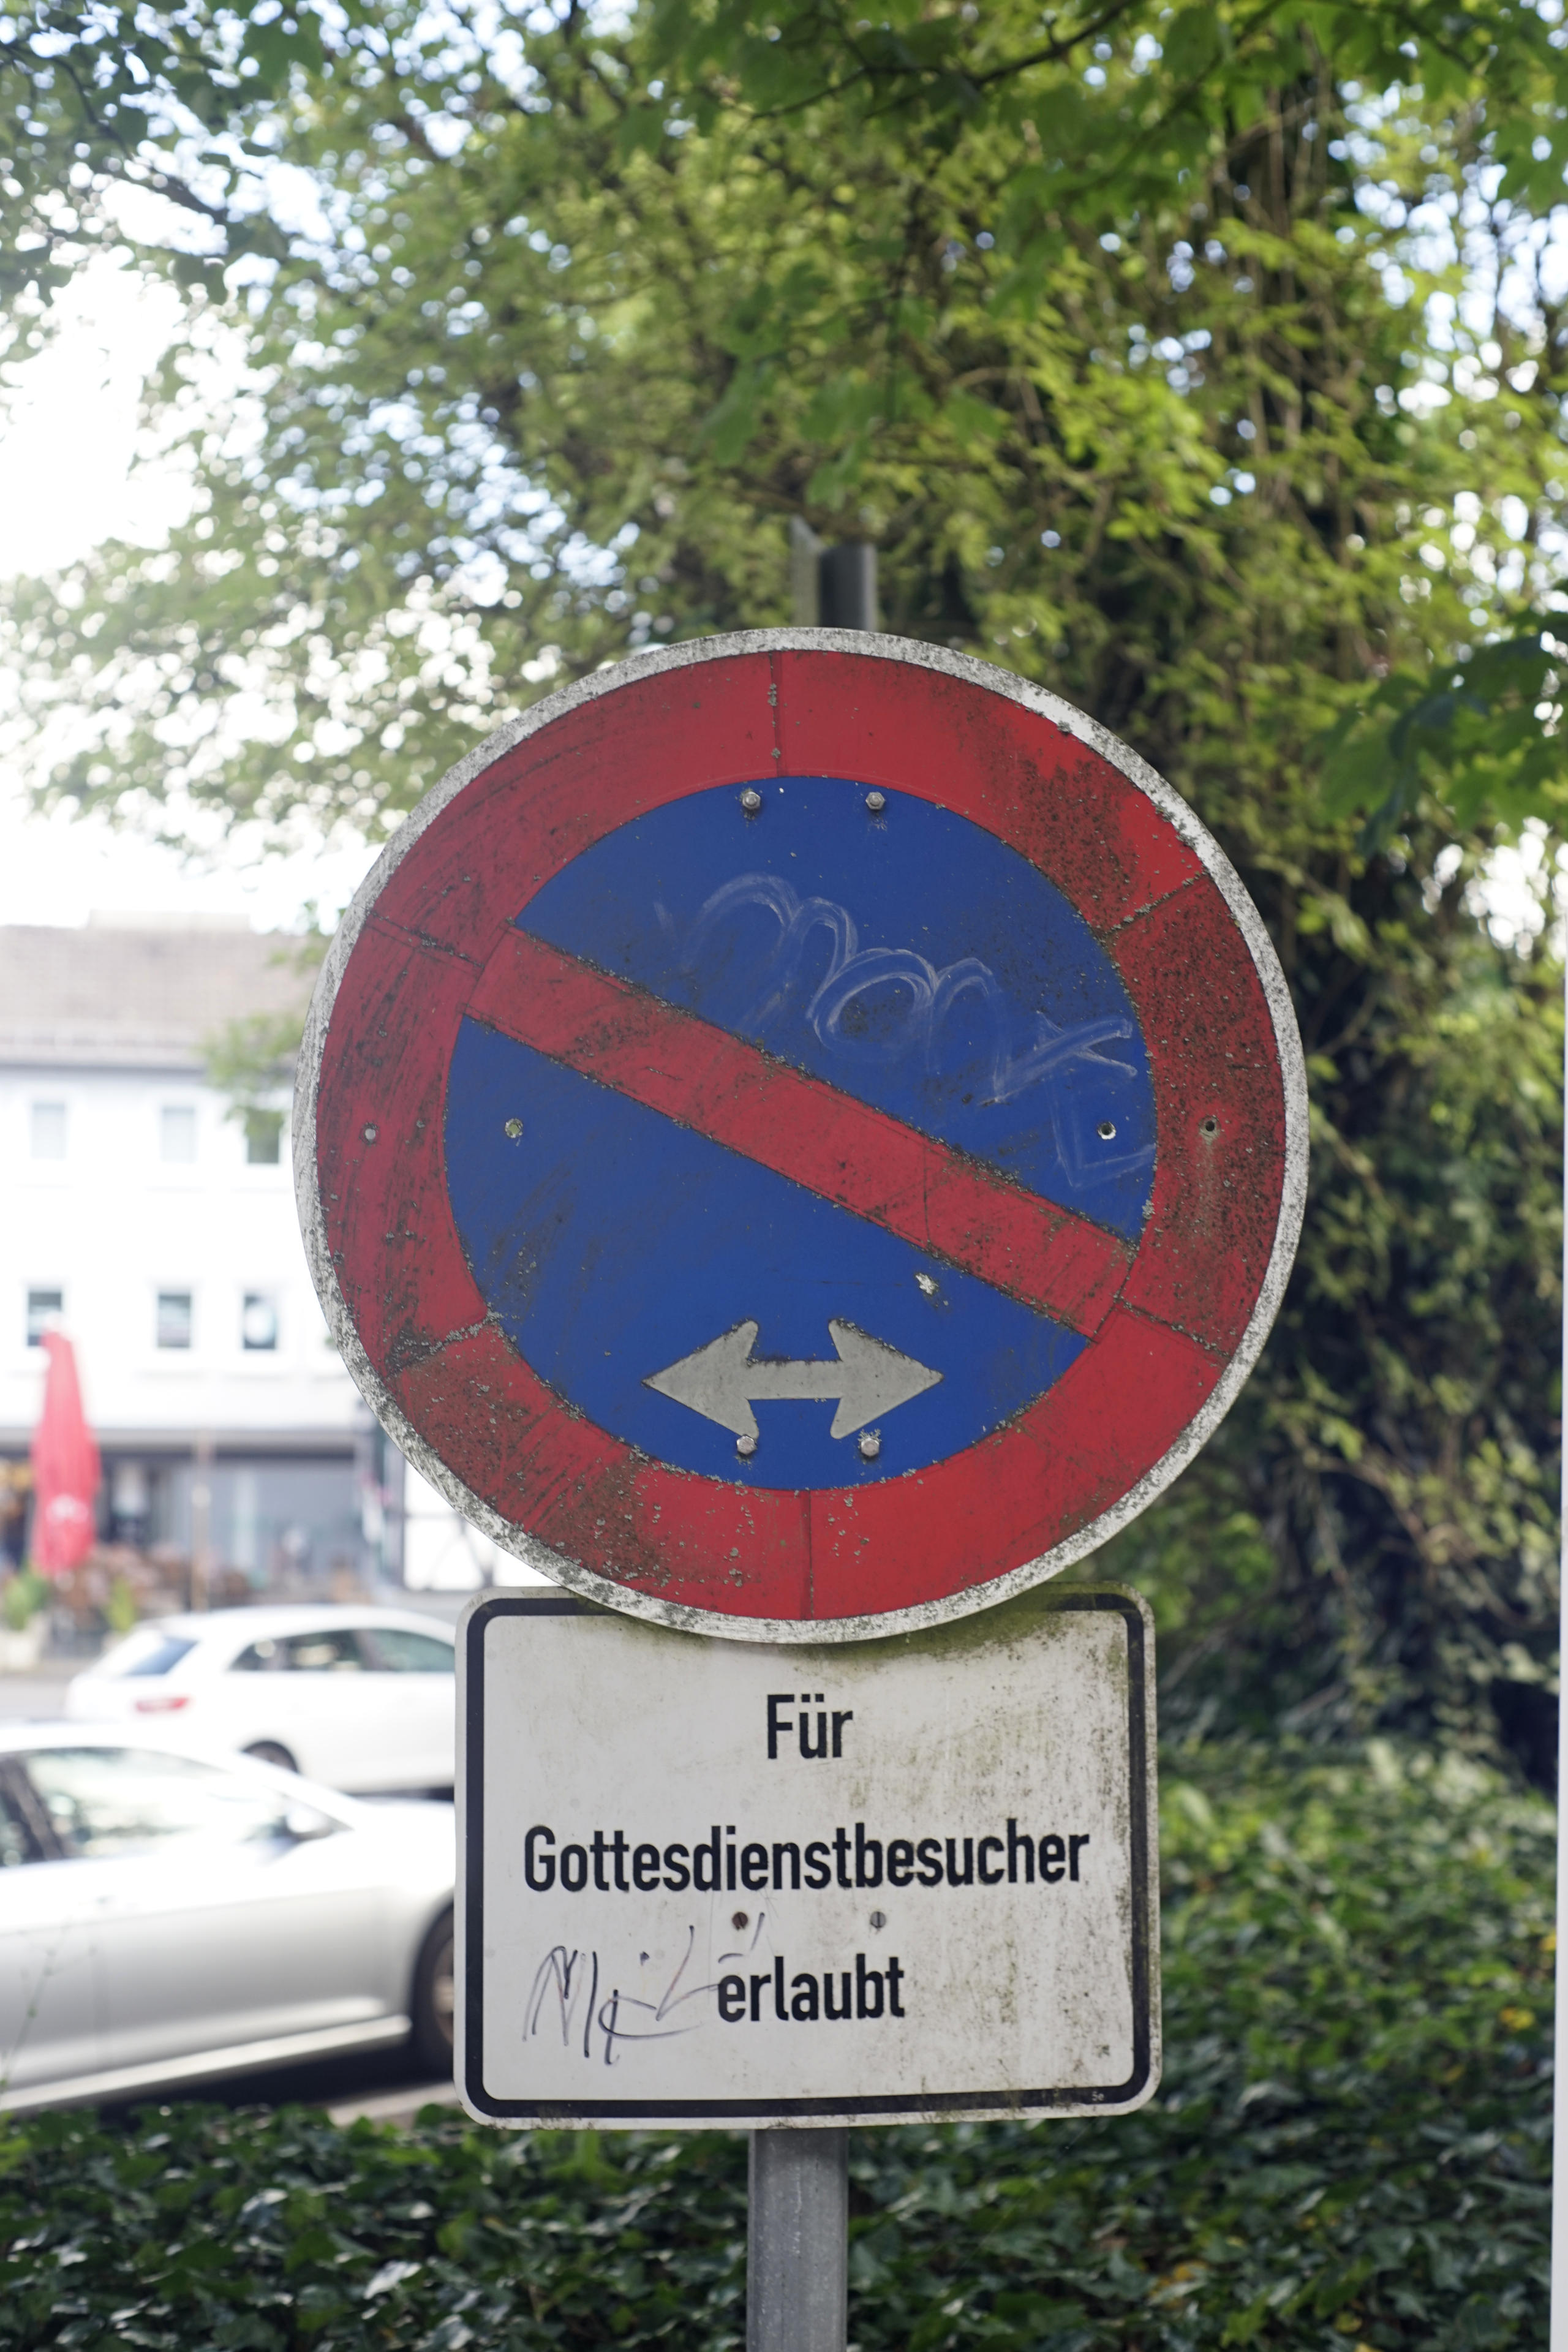 Für
Gottesdienstbesucher
erlaubt